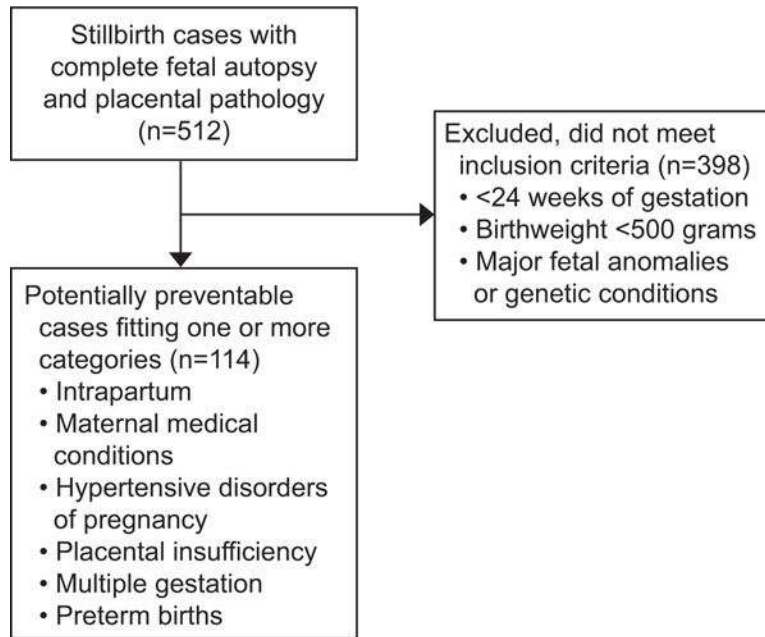 Stillbirth cases with
complete fetal autopsy
and placental pathology
(n=512)
Excluded, did not meet
inclusion criteria (n=398)
• <24 weeks of gestation
• Birthweight <500 grams
• Major fetal anomalies
or genetic conditions
Potentially preventable
cases fitting one or more
categories (n=114)
• Intrapartum
• Maternal medical
conditions
• Hypertensive disorders
of pregnancy
• Placental insufficiency
• Multiple gestation
• Preterm births